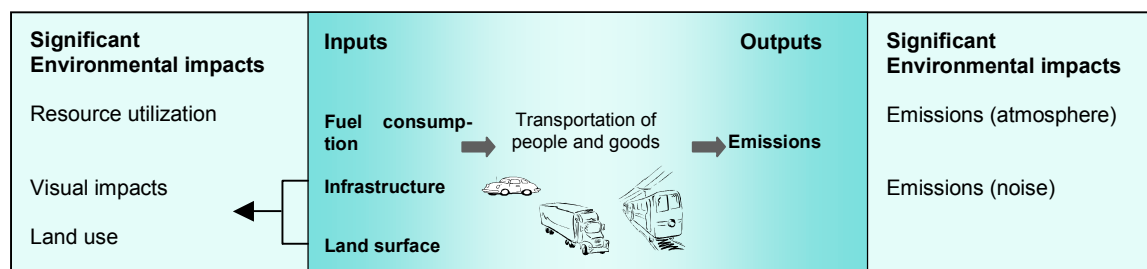 Significant
Environmental impacts
Resource utilization
Visual impacts
Land use
Inputs
Outputs
Fuel consump-
tion
Transportation of
people and goods
Emissions
Infrastructure
Land surface
Significant
Environmental impacts
Emissions (atmosphere)
Emissions (noise)